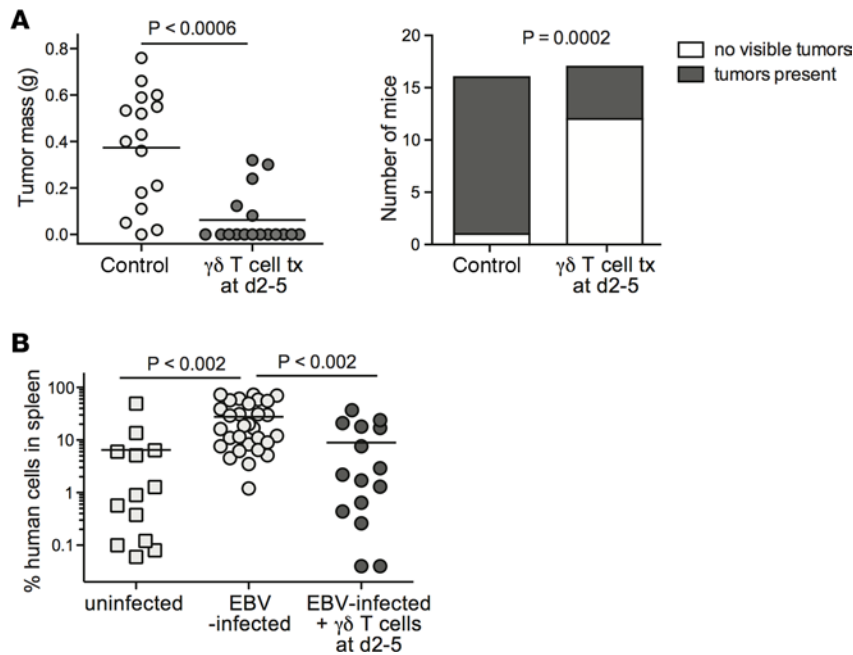 A
P < 0.0006
Tumor mass (g)
0.8
0.6
0.4
0.2
0.0
Control
γδ T cell tx
at d2-5
P = 0.0002
Number of mice
20
15
10
5
0
Control
γδ T cell tx
at d2-5
no visible tumors
tumors present
B
P < 0.002
P < 0.002
% human cells in spleen
100
10
1
0.1
uninfected
EBV
-infected
EBV-infected
+ γδ T cells
at d2-5